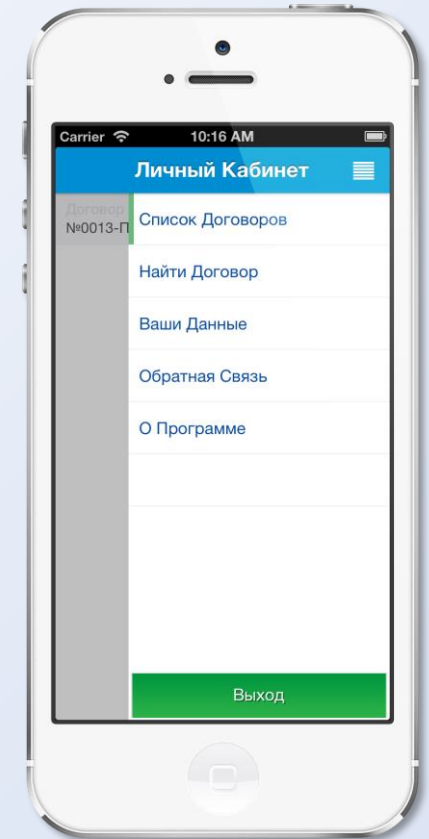 Carrier 10:16 AM
Личный Кабинет
Договор
№0013-П
Список Договоров
Найти Договор
Ваши Данные
Обратная Связь
О Программе
Выход